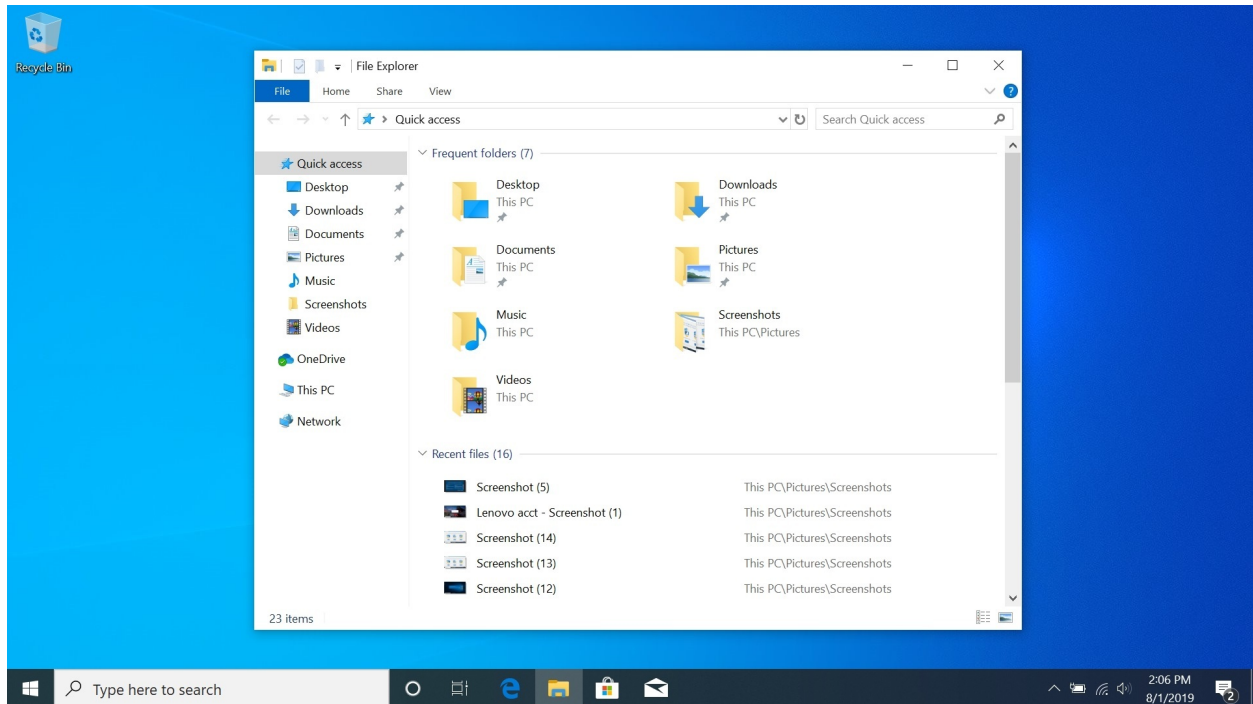 Recycle Bin
File Explorer
File Home Share View
?
Quick access
Search Quick access
Quick access
Desktop
Downloads
Documents
Pictures
Music
Screenshots
Videos
OneDrive
This PC
Network
Frequent folders (7)
Desktop
This PC
Downloads
This PC
Documents
This PC
Pictures
This PC
Music
This PC
Screenshots
This PC\Pictures
Videos
This PC
Recent files (16)
Screenshot (5) This PC\Pictures\Screenshots
Lenovo acct - Screenshot (1) This PC\Pictures\Screenshots
Screenshot (14) This PC\Pictures\Screenshots
Screenshot (13) This PC\Pictures\Screenshots
Screenshot (12) This PC\Pictures\Screenshots
23 items
Type here to search
2:06 PM
8/1/2019
2